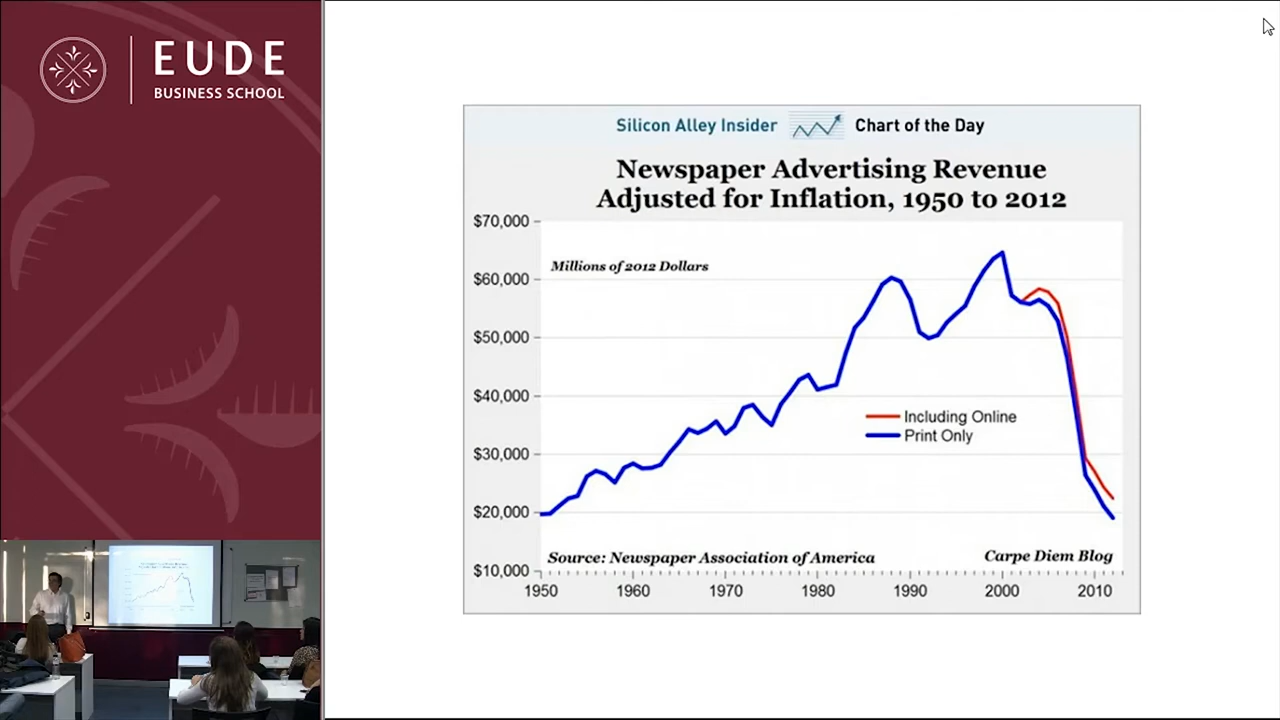 EUDE
BUSINESS SCHOOL
Silicon Alley Insider Chart of the Day
Newspaper Advertising Revenue
Adjusted for Inflation, 1950 to 2012
$70,000
Millions of 2012 Dollars
$60,000
$50,000
$40,000
Including Online
Print Only
$30,000
$20,000
Source: Newspaper Association of America
Carpe Diem Blog
$10,000
1950 1960 1970 1980 1990 2000 2010